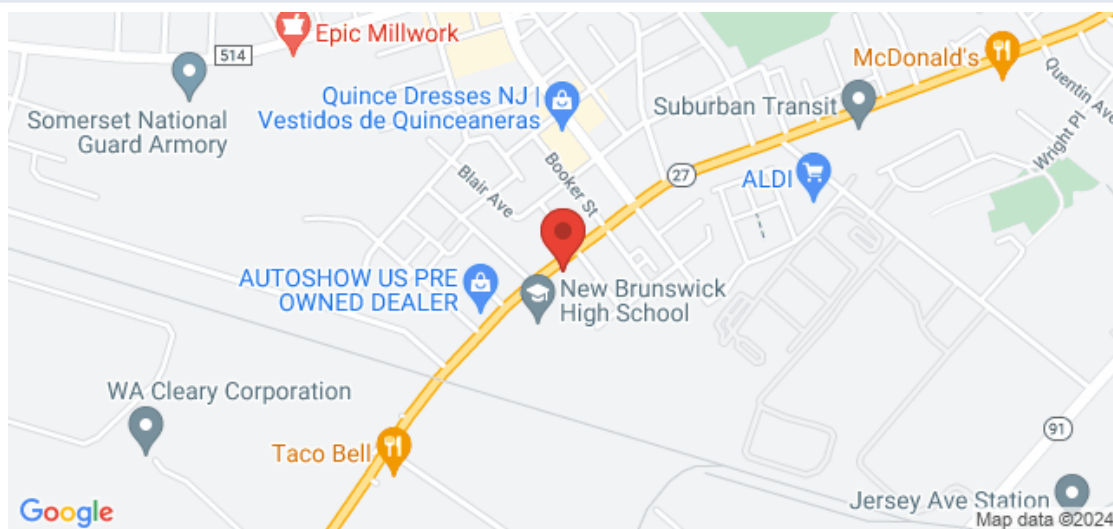 Epic Millwork
514
McDonald's
Somerset National
Guard Armory
Quince Dresses NJ |
Vestidos de Quinceaneras
Suburban Transit
Quentin Ave
Wright Pl
Booker St
Blair Ave
27
ALDI
AUTOSHOW US PRE
OWNED DEALER
New Brunswick
High School
WA Cleary Corporation
Taco Bell
91
Jersey Ave Station
Google
Map data ©2024